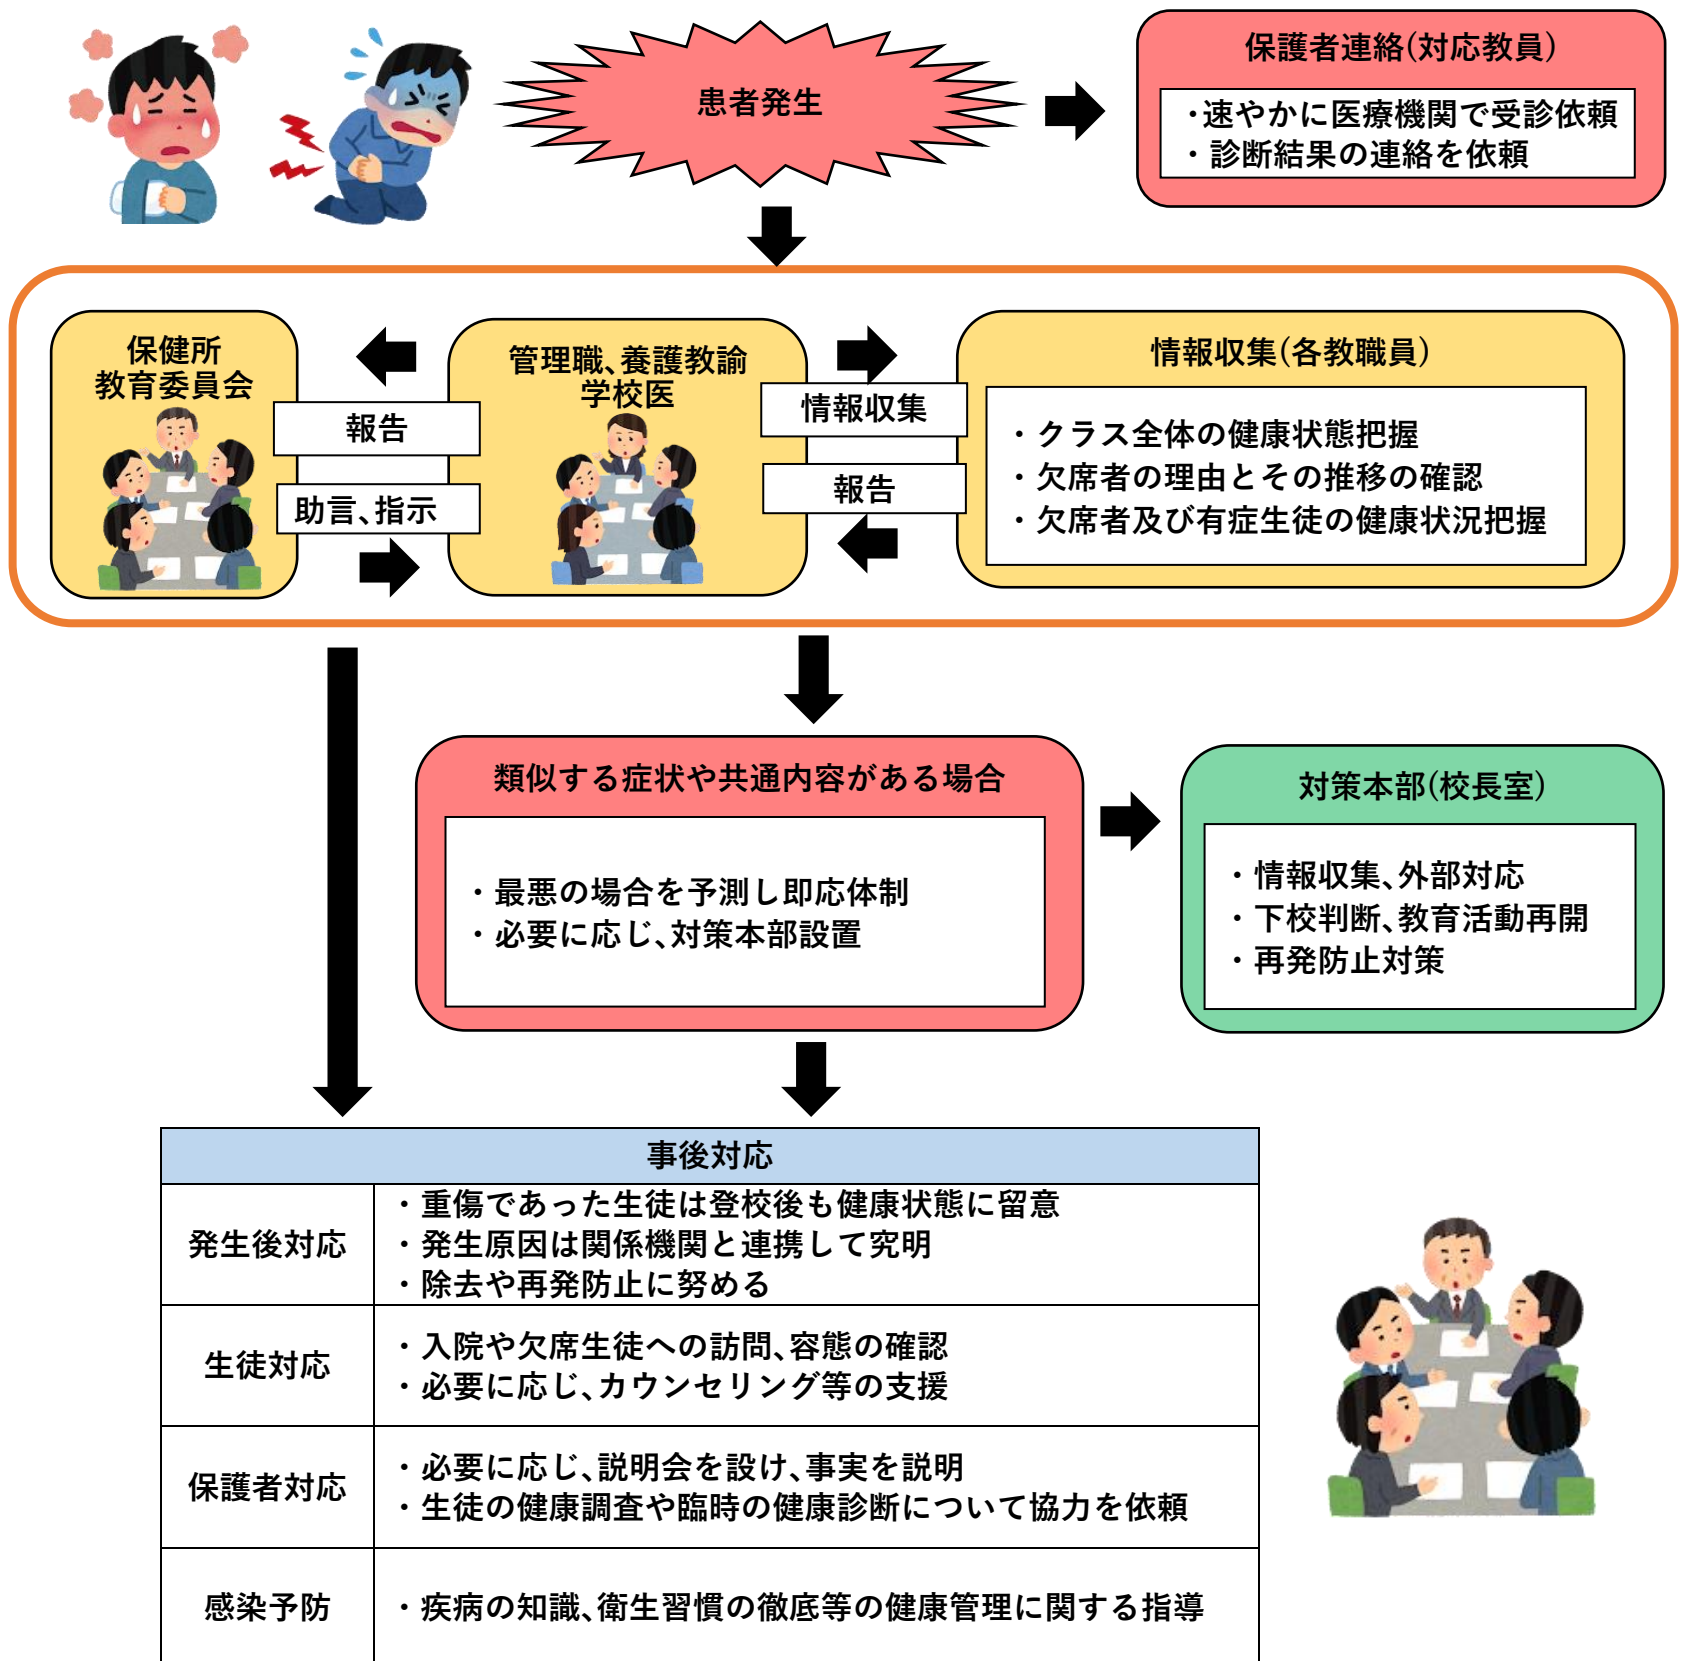 患者発生
保護者連絡(対応教員)
・速やかに医療機関で受診依頼
・診断結果の連絡を依頼
保健所
教育委員会
報告
助言、指示
管理職、養護教諭
学校医
情報収集
報告
情報収集(各教職員)
・クラス全体の健康状態把握
・欠席者の理由とその推移の確認
・欠席者及び有症生徒の健康状況把握
類似する症状や共通内容がある場合
・最悪の場合を予測し即応体制
・必要に応じ、対策本部設置
対策本部(校長室)
・情報収集、外部対応
・下校判断、教育活動再開
・再発防止対策
事後対応
発生後対応
・重傷であった生徒は登校後も健康状態に留意
・発生原因は関係機関と連携して究明
・除去や再発防止に努める
生徒対応
・入院や欠席生徒への訪問、容態の確認
・必要に応じ、カウンセリング等の支援
保護者対応
・必要に応じ、説明会を設け、事実を説明
・生徒の健康調査や臨時の健康診断について協力を依頼
感染予防
・疾病の知識、衛生習慣の徹底等の健康管理に関する指導